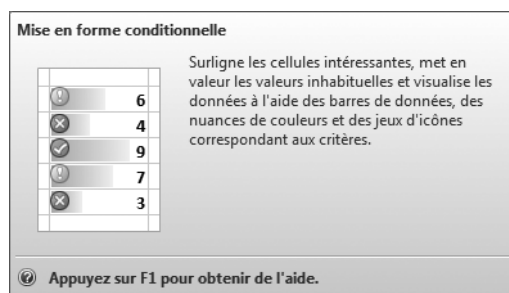 Mise en forme conditionnelle
Surligne les cellules intéressantes, met en
valeur les valeurs inhabituelles et visualise les
données à l'aide des barres de données, des
nuances de couleurs et des jeux d'icônes
correspondant aux critères.
6
4
9
7
3
Appuyez sur F1 pour obtenir de l'aide.